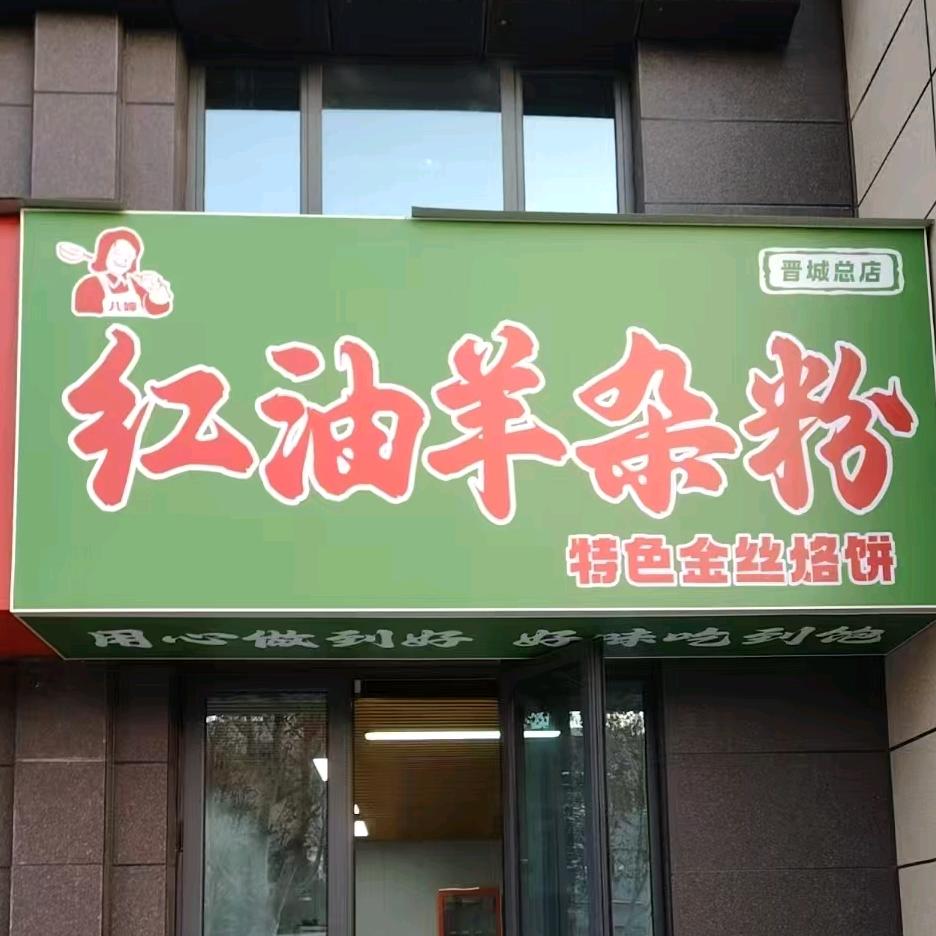 八婶
晋城总店
红油羊杂粉
特色金丝烙饼
用心做到好 好味吃到饱